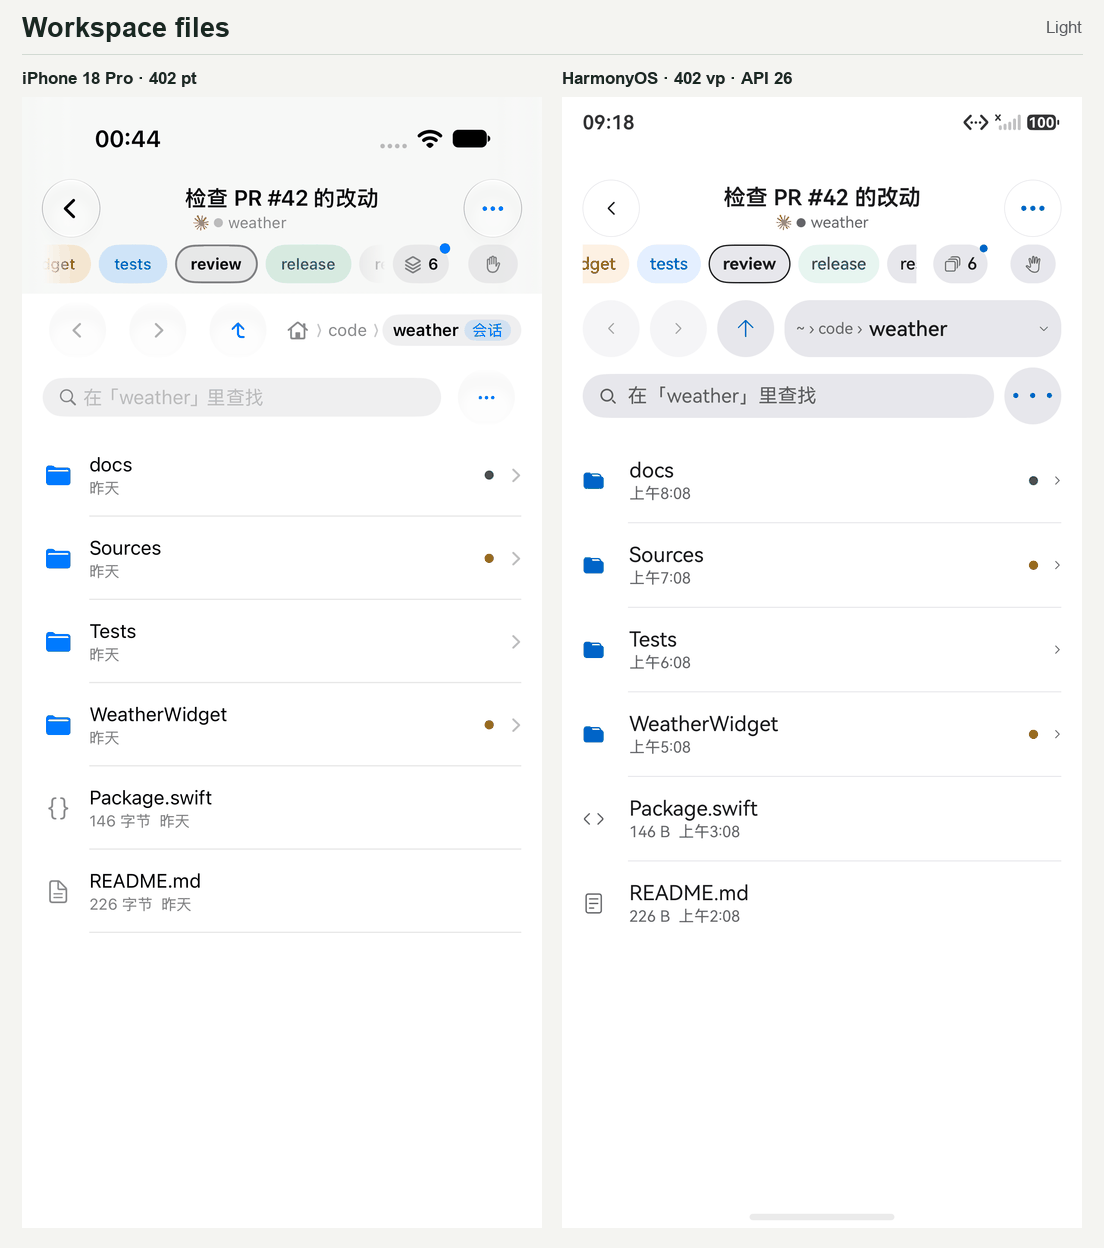 Workspace files
Light
iPhone 18 Pro · 402 pt
00:44
检查 PR #42 的改动
weather
dget
tests
review
release
re
6
code
weather
会话
在「weather」里查找
docs
昨天
Sources
昨天
Tests
昨天
WeatherWidget
昨天
Package.swift
146 字节 昨天
README.md
226 字节 昨天
HarmonyOS · 402 vp · API 26
09:18
100
检查 PR #42 的改动
weather
dget
tests
review
release
re
6
~ › code › weather
在「weather」里查找
docs
上午8:08
Sources
上午7:08
Tests
上午6:08
WeatherWidget
上午5:08
Package.swift
146 B 上午3:08
README.md
226 B 上午2:08